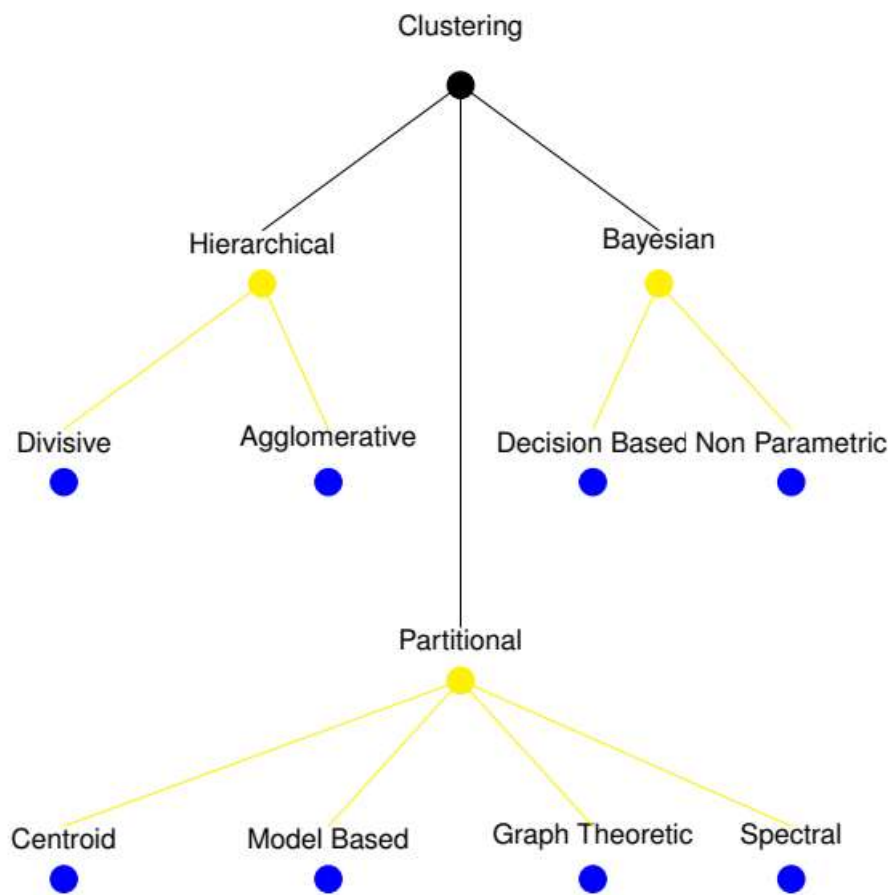 Clustering
Hierarchical
Bayesian
Divisive
Agglomerative
Decision Based
Non Parametric
Partitional
Centroid
Model Based
Graph Theoretic
Spectral